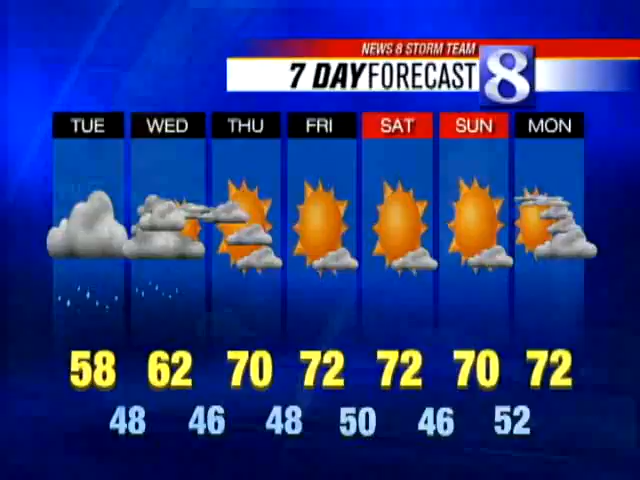 NEWS 8 STORM TEAM
7 DAY FORECAST 8
TUE WED THU FRI SAT SUN MON
58 62 70 72 72 70 72
48 46 48 50 46 52